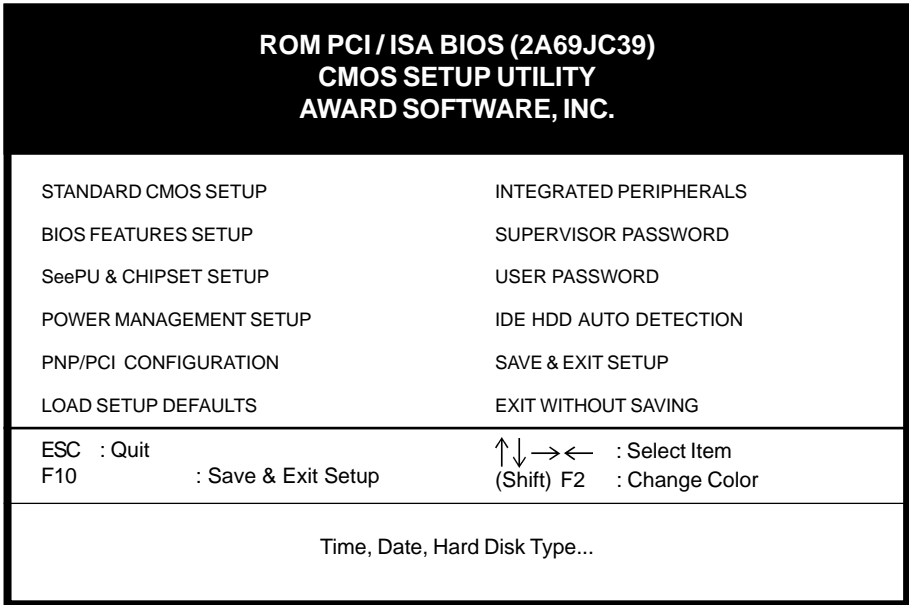 ROM PCI / ISA BIOS (2A69JC39)
CMOS SETUP UTILITY
AWARD SOFTWARE, INC.
STANDARD CMOS SETUP
BIOS FEATURES SETUP
SeePU & CHIPSET SETUP
POWER MANAGEMENT SETUP
PNP/PCI CONFIGURATION
LOAD SETUP DEFAULTS
INTEGRATED PERIPHERALS
SUPERVISOR PASSWORD
USER PASSWORD
IDE HDD AUTO DETECTION
SAVE & EXIT SETUP
EXIT WITHOUT SAVING
ESC : Quit
F10 : Save & Exit Setup
↑↓→← : Select Item
(Shift) F2 : Change Color
Time, Date, Hard Disk Type...